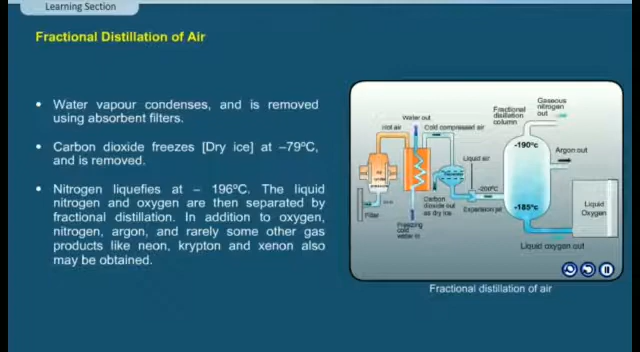 Learning Section
Fractional Distillation of Air
• Water vapour condenses, and is removed
using absorbent filters.
• Carbon dioxide freezes [Dry ice] at –79ºC,
and is removed.
• Nitrogen liquefies at – 196ºC. The liquid
nitrogen and oxygen are then separated by
fractional distillation. In addition to oxygen,
nitrogen, argon, and rarely some other gas
products like neon, krypton and xenon also
may be obtained.
Water out
Hot air
Cold compressed air
Fractional
distillation
column
Gaseous
nitrogen
out
-190ºc
Argon out
Liquid air
-200ºC
Filter
Freezing
cold
water in
Carbon
dioxide out
as dry ice
Expansion jet
-185ºc
Liquid
Oxygen
Liquid oxygen out
Fractional distillation of air